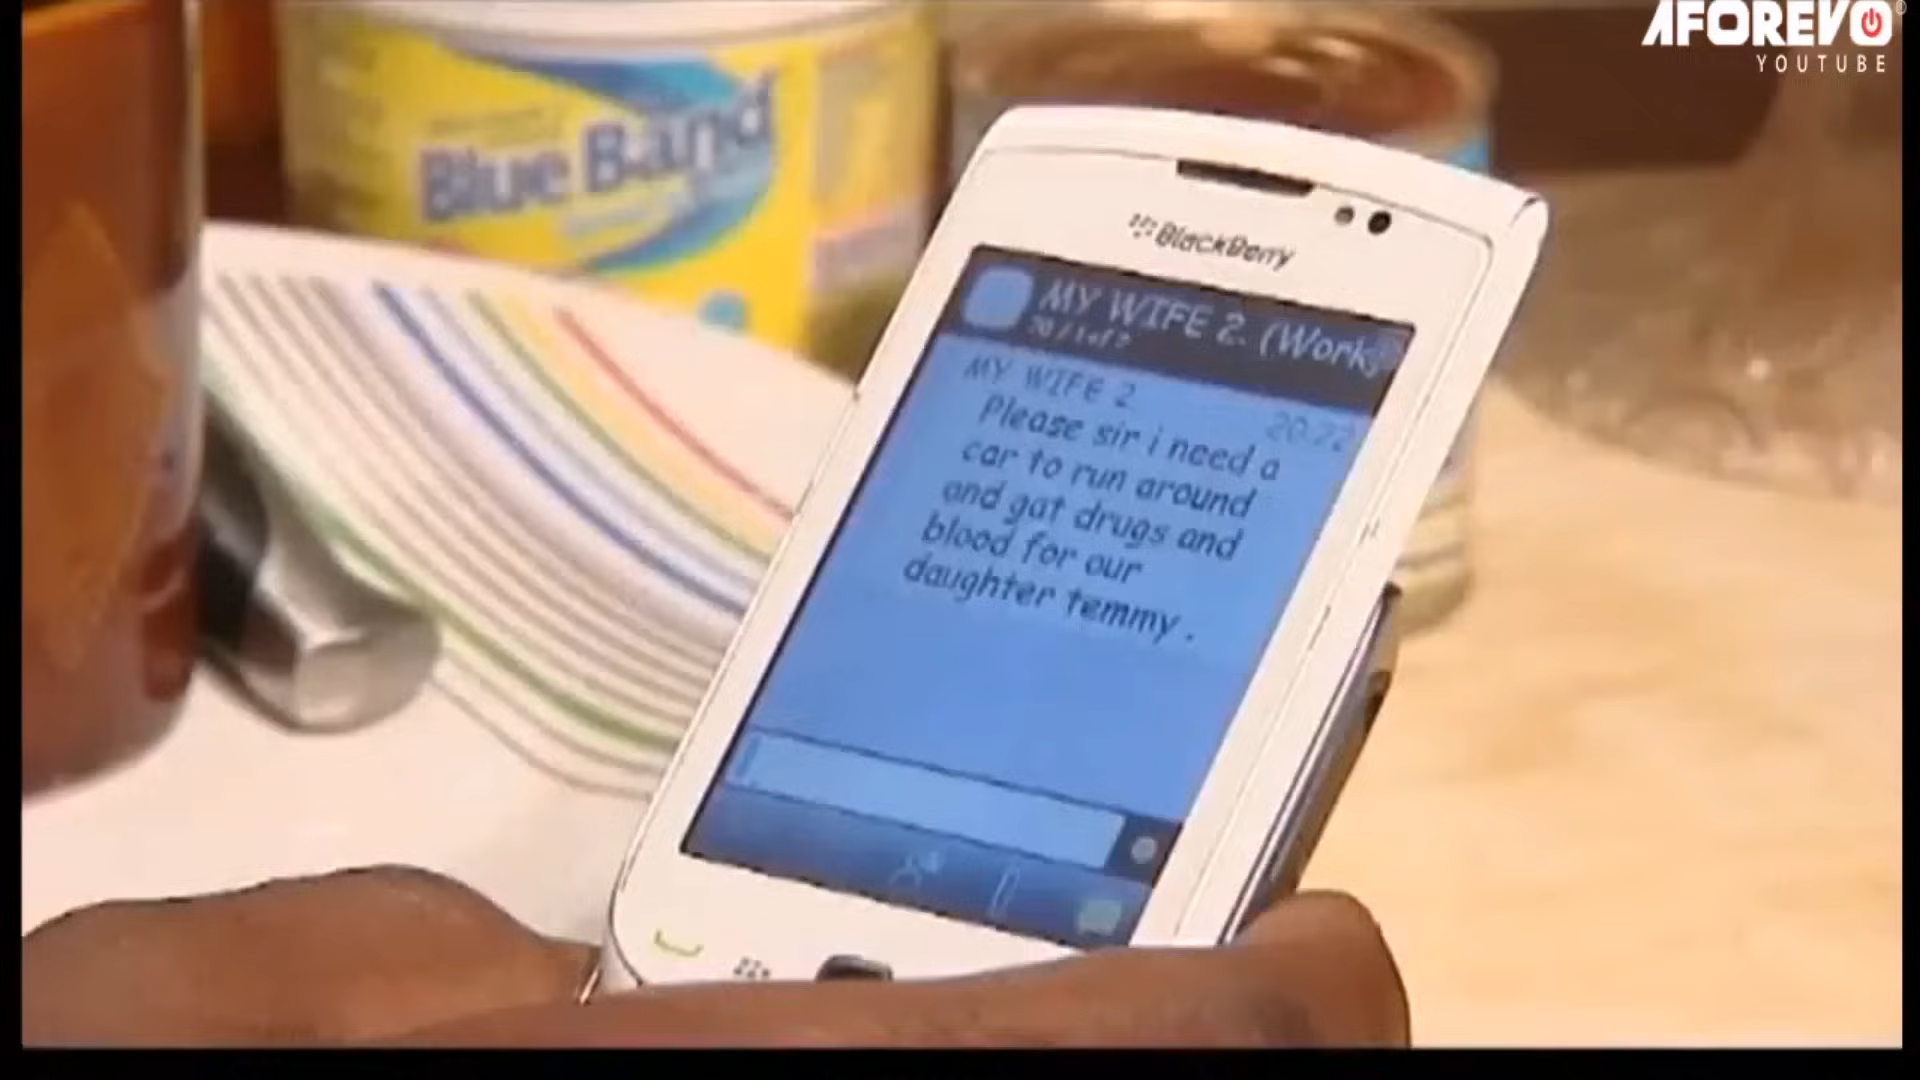 AFOREVO
YOUTUBE
Blue Band
BlackBerry
MY WIFE 2. (Work)
MY WIFE 2
20:22
Please sir i need a
car to run around
and gat drugs and
blood for our
daughter temmy .